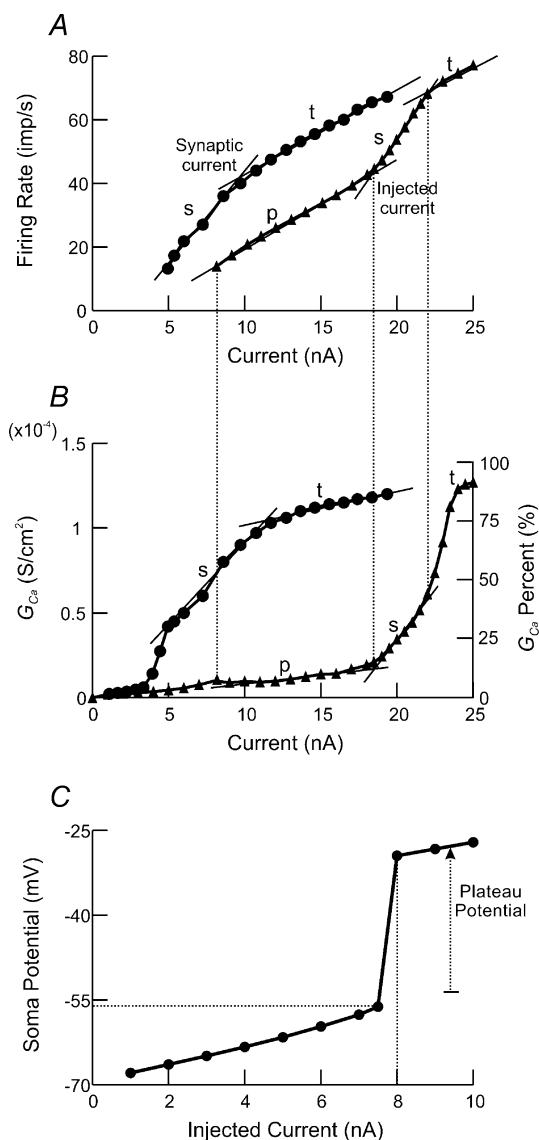 A
80
60
40
20
0
Firing Rate (imp/s)
Synaptic
current
s
t
p
s
t
Injected
current
0
5
10
15
20
25
Current (nA)
B
(x10-4)
1.5
1
0.5
0
GCa (S/cm2)
100
75
50
25
0
GCa Percent (%)
s
t
p
s
t
0
5
10
15
20
25
Current (nA)
C
-25
-40
-55
-70
Soma Potential (mV)
Plateau
Potential
0
2
4
6
8
10
Injected Current (nA)